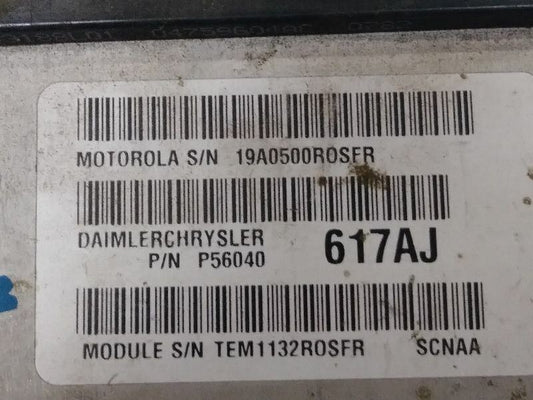 MOTOROLA S/N 19A0500ROSFR
DAIMLERCHRYSLER 617AJ
P/N P56040
MODULE S/N TEM1132ROSFR SCNAA